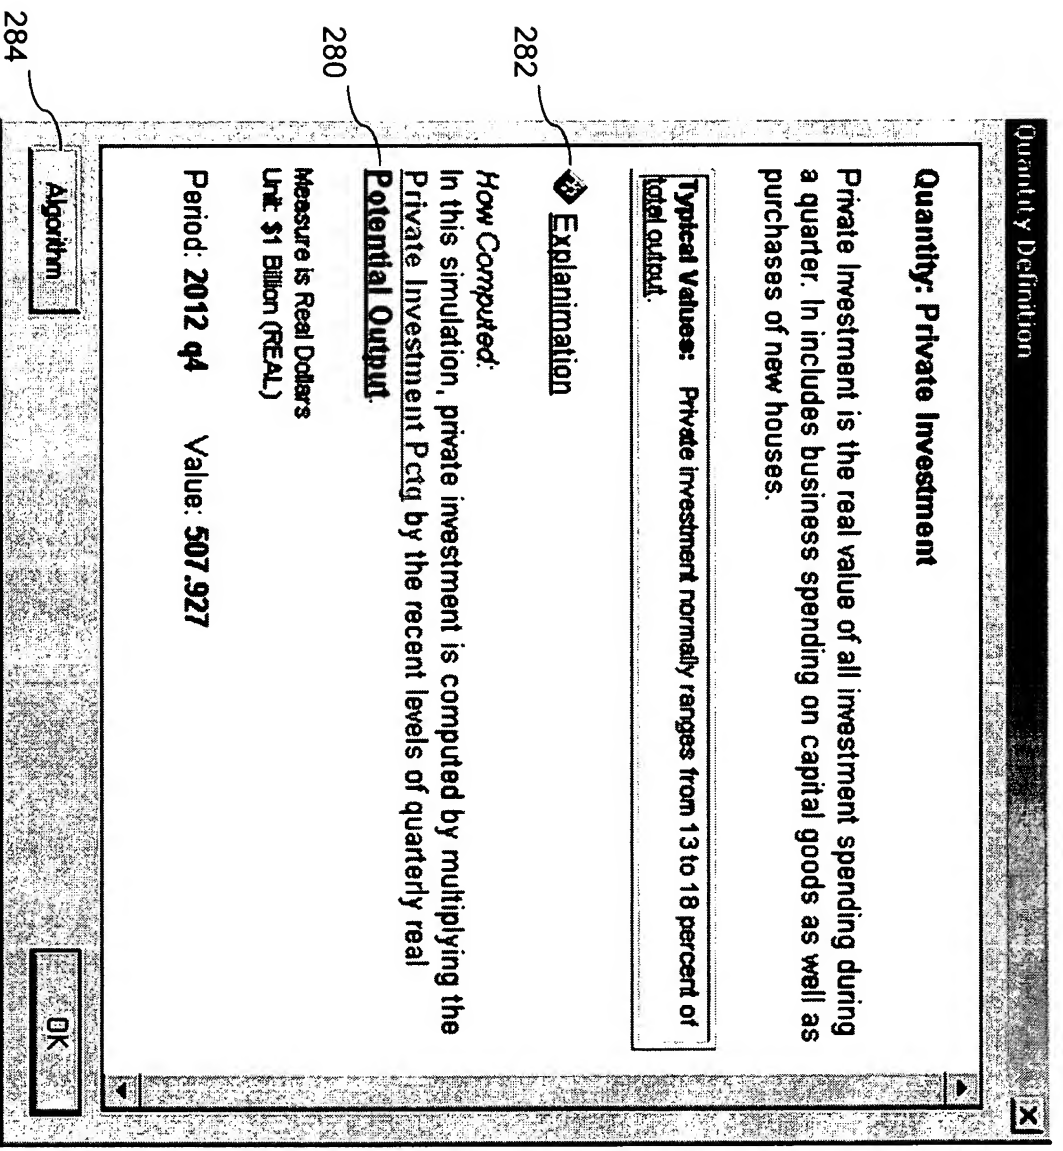 Quantity Definition
Quantity: Private Investment
Private Investment is the real value of all investment spending during
a quarter. In includes business spending on capital goods as well as
purchases of new houses.
Typical Values: Private investment normally ranges from 13 to 18 percent of
total output.
282
Explanimation
How Computed:
In this simulation, private investment is computed by multiplying the
Private Investment Pctg by the recent levels of quarterly real
280
Potential Output.
Measure is Real Dollars
Unit: $1 Billion (REAL)
Period: 2012 q4 Value: 507.927
284
Algorithm
OK